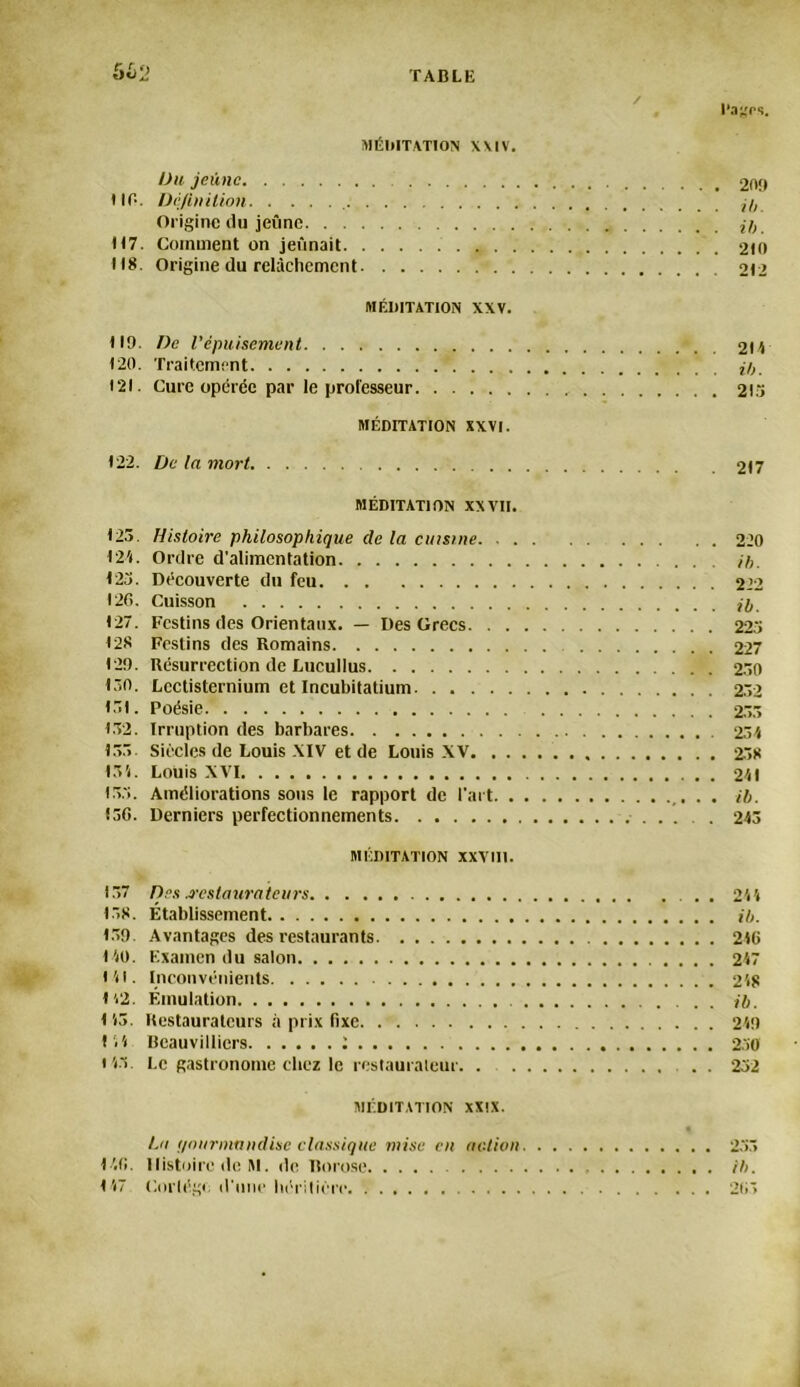 552 TABLE
Pages.
MÉDITATION XXIV.
Du jeûne. 209
116. Définition. ib.
Origine du jeûne. ib.
117. Comment on jeûnait. 210
118. Origine du relâchement. 212
MÉDITATION XXV.
119. De l'épuisement. 214
120. Traitement. ib.
121. Cure opérée par le professeur. 215
MÉDITATION XXVI.
122. De la mort. 217
MÉDITATION XXVII.
123. Histoire philosophique de la cuisine. 220
124. Ordre d'alimentation. ib.
125. Découverte du feu. 222
126. Cuisson ib.
127. Festins des Orientaux. — Des Grecs. 225
128 Festins des Romains. 227
129. Résurrection de Lucullus. 230
130. Lectisternium et Incubitatium. 232
131. Poésie. 233
132. Irruption des barbares. 234
133 Siècles de Louis XIV et de Louis XV. 238
134. Louis XVI. 241
135. Améliorations sous le rapport de l'art. ib.
136. Derniers perfectionnements. 243
MÉDITATION XXVIII.
137 Des restaurateurs. 244
138. Établissement. ib.
139. Avantages des restaurants. 246
140. Examen du salon. 247
141. Inconvénients. 248
142. Émulation. ib.
143. Restaurateurs à prix fixe. 249
144 Beauvilliers. 250
145. Le gastronome chez le restaurateur. 252
MÉDITATION XXIX.
La gourmandise classique mise en action. 253
146. Histoire de M. de Borose. ib.
147 Cortége d'une héritière. 263